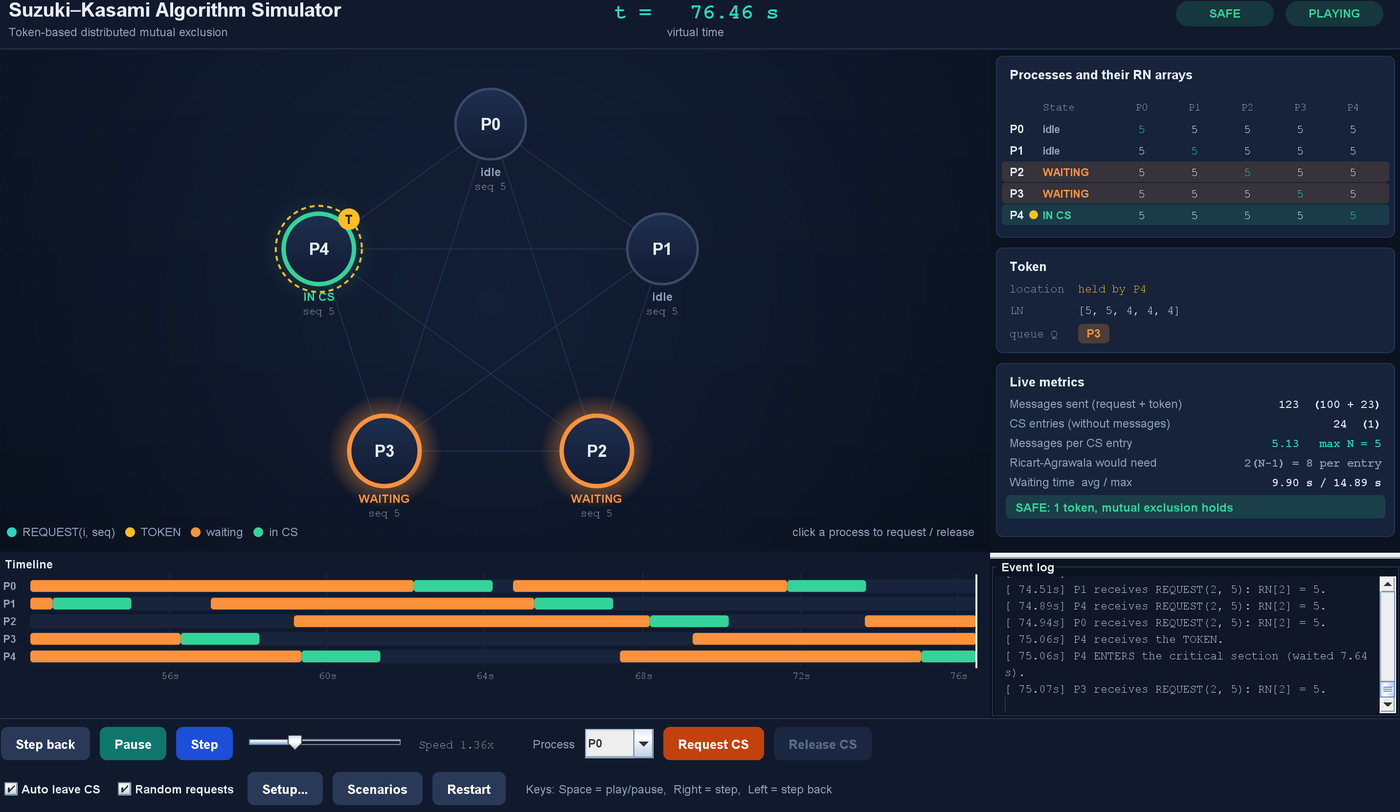 Suzuki–Kasami Algorithm Simulator
Token-based distributed mutual exclusion
t = 76.46 s
virtual time
SAFE
PLAYING
P0
idle
seq 5
T
P4
IN CS
seq 5
P1
idle
seq 5
P3
WAITING
seq 5
P2
WAITING
seq 5
REQUEST(i, seq) TOKEN waiting in CS
click a process to request / release
Processes and their RN arrays
State P0 P1 P2 P3 P4
P0 idle 5 5 5 5 5
P1 idle 5 5 5 5 5
P2 WAITING 5 5 5 5 5
P3 WAITING 5 5 5 5 5
P4 IN CS 5 5 5 5 5
Token
location held by P4
LN [5, 5, 4, 4, 4]
queue Q P3
Live metrics
Messages sent (request + token) 123 (100 + 23)
CS entries (without messages) 24 (1)
Messages per CS entry 5.13 max N = 5
Ricart-Agrawala would need 2(N-1) = 8 per entry
Waiting time avg / max 9.90 s / 14.89 s
SAFE: 1 token, mutual exclusion holds
Timeline
P0
P1
P2
P3
P4
56s 60s 64s 68s 72s 76s
Event log
[ 74.51s] P1 receives REQUEST(2, 5): RN[2] = 5.
[ 74.89s] P4 receives REQUEST(2, 5): RN[2] = 5.
[ 74.94s] P0 receives REQUEST(2, 5): RN[2] = 5.
[ 75.06s] P4 receives the TOKEN.
[ 75.06s] P4 ENTERS the critical section (waited 7.64
s).
[ 75.07s] P3 receives REQUEST(2, 5): RN[2] = 5.
Step back Pause Step Speed 1.36x Process P0 Request CS Release CS
Auto leave CS Random requests Setup... Scenarios Restart Keys: Space = play/pause, Right = step, Left = step back